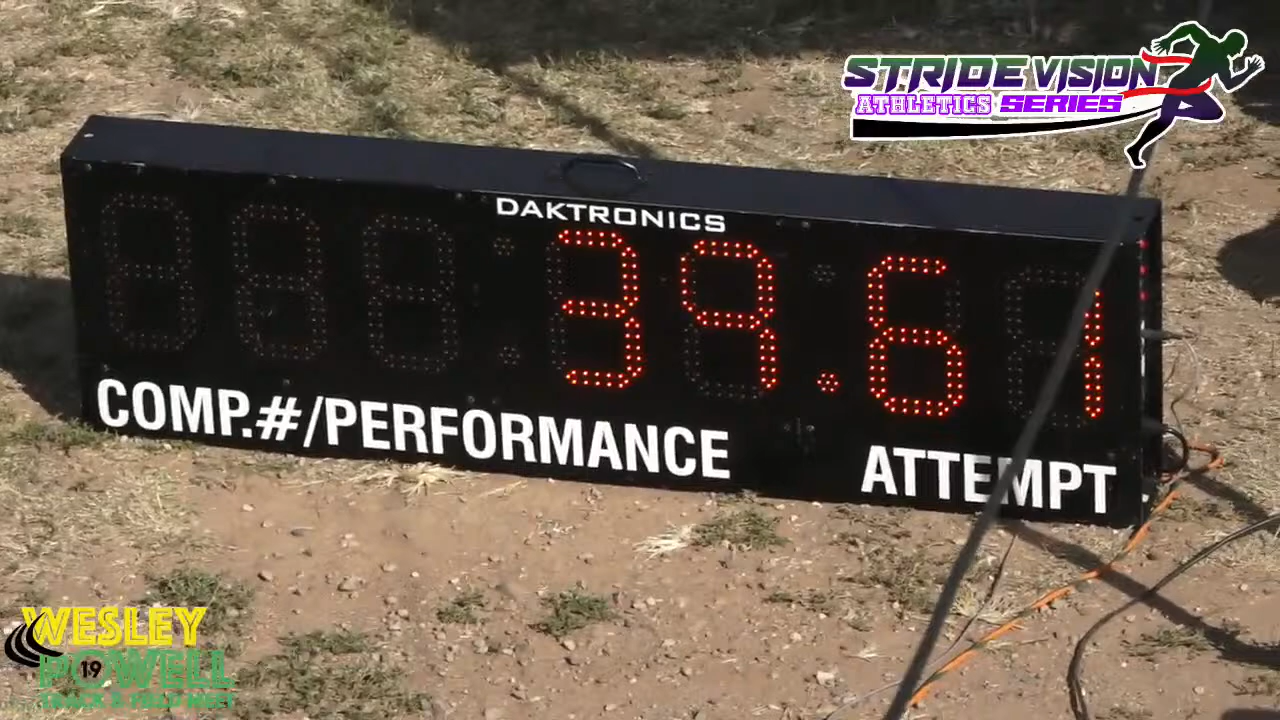 STRIDE VISION
ATHLETICS SERIES
DAKTRONICS
39.61
COMP.#/PERFORMANCE
ATTEMPT
WESLEY
POWELL
19
TRACK & FIELD MEET